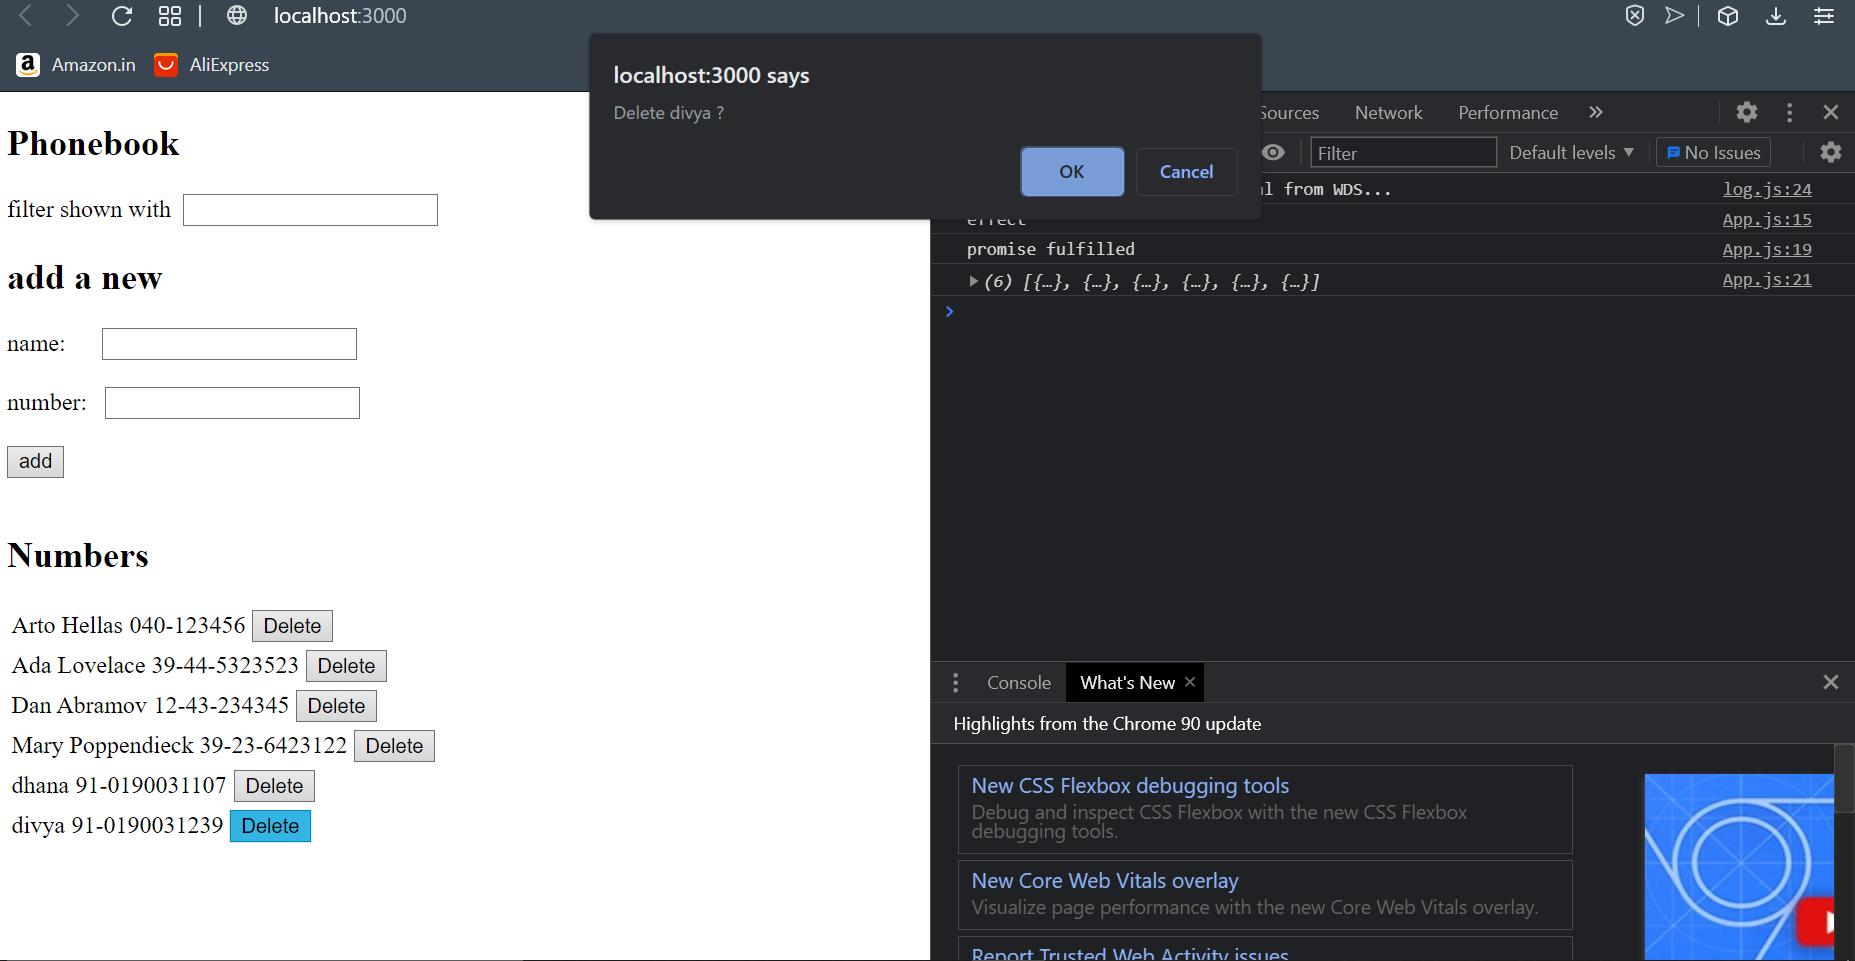 localhost:3000
Amazon.in AliExpress
localhost:3000 says
Delete divya ?
OK Cancel
Phonebook
filter shown with
add a new
name:
number:
add
Numbers
Arto Hellas 040-123456 Delete
Ada Lovelace 39-44-5323523 Delete
Dan Abramov 12-43-234345 Delete
Mary Poppendieck 39-23-6423122 Delete
dhana 91-0190031107 Delete
divya 91-0190031239 Delete
Sources Network Performance »
Filter Default levels ▼ No Issues
l from WDS... log.js:24
effect App.js:15
promise fulfilled App.js:19
(6) [{…}, {…}, {…}, {…}, {…}, {…}] App.js:21
Console What's New ×
Highlights from the Chrome 90 update
New CSS Flexbox debugging tools
Debug and inspect CSS Flexbox with the new CSS Flexbox
debugging tools.
New Core Web Vitals overlay
Visualize page performance with the new Core Web Vitals overlay.
Report Trusted Web Activity issues